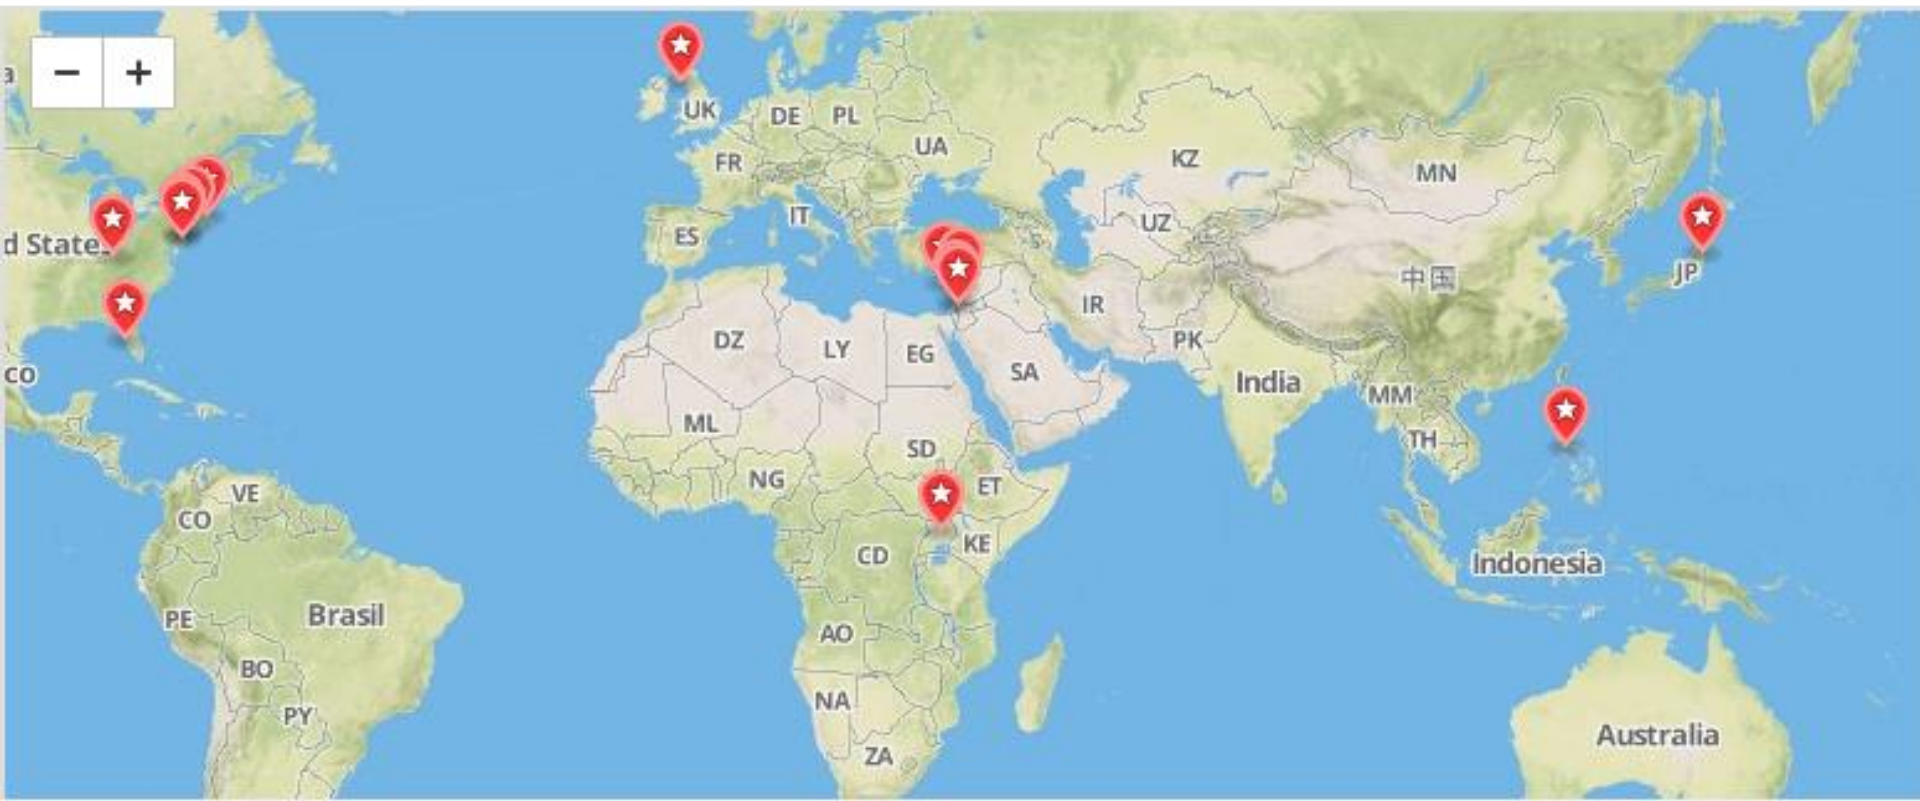 − +
a
UK
DE PL
UA
FR
KZ
MN
IT
UZ
ES
d State
JP
中国
IR
DZ
LY
EG
PK
SA
co
India
MM
ML
TH
SD
NG
ET
VE
CO
KE
CD
Indonesia
Brasil
PE
AO
BO
NA
PY
Australia
ZA